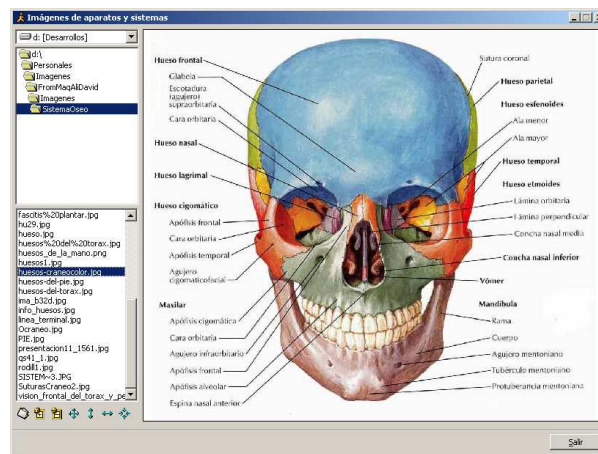 Imágenes de aparatos y sistemas
d: [Desarrollos]
d:\
Personales
Imagenes
FromMaqAliDavid
Imagenes
SistemaOseo
fascitis%20plantar.jpg
hu29.jpg
hueso.jpg
huesos%20del%20torax.jpg
huesos_de_la_mano.png
huesos1.jpg
huesos-craneocolor.jpg
huesos-del-pie.jpg
huesos-del-torax.jpg
ima_b32d.jpg
info_huesos.jpg
linea_terminal.jpg
Ocraneo.jpg
PIE.jpg
presentacion11_1561.jpg
qs41_1.jpg
rodill1.jpg
SISTEM~3.JPG
SuturasCraneo2.jpg
vision_frontal_del_torax_y_pe
Hueso frontal
Glabela
Escotadura
(agujero)
supraorbitaria
Cara orbitaria
Hueso nasal
Hueso lagrimal
Hueso cigomático
Apófisis frontal
Cara orbitaria
Apófisis temporal
Agujero
cigomaticofacial
Maxilar
Apófisis cigomática
Cara orbitaria
Agujero infraorbitario
Apófisis frontal
Apófisis alveolar
Espina nasal anterior
Sutura coronal
Hueso parietal
Hueso esfenoides
Ala menor
Ala mayor
Hueso temporal
Hueso etmoides
Lámina orbitaria
Lámina perpendicular
Concha nasal media
Concha nasal inferior
Vómer
Mandíbula
Rama
Cuerpo
Agujero mentoniano
Tubérculo mentoniano
Protuberancia mentoniana
Salir